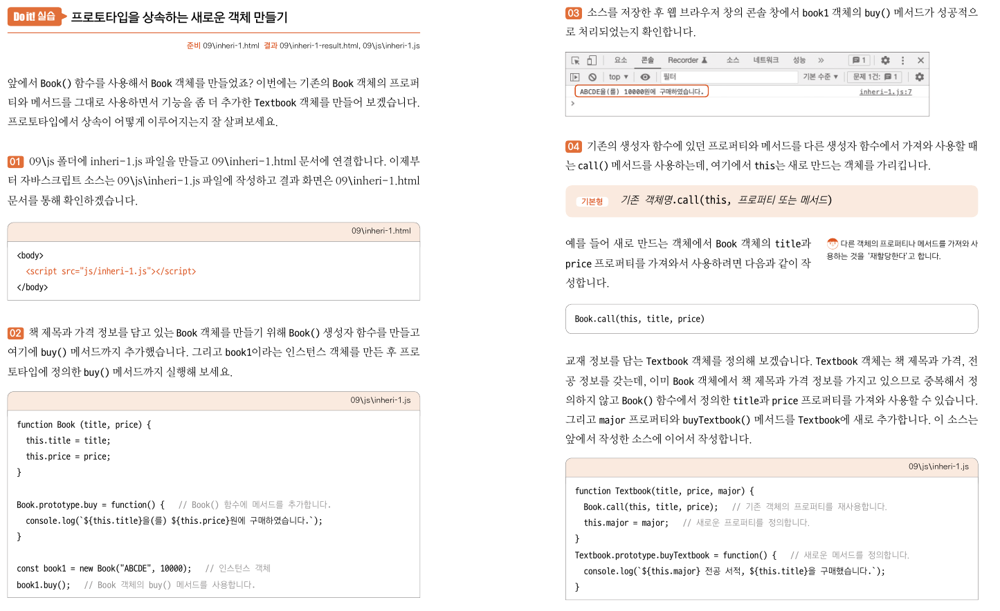 Do it! 실습 프로토타입을 상속하는 새로운 객체 만들기
준비 09\inheri-1.html 결과 09\inheri-1-result.html, 09\js\inheri-1.js
앞에서 Book() 함수를 사용해서 Book 객체를 만들었죠? 이번에는 기존의 Book 객체의 프로퍼
티와 메서드를 그대로 사용하면서 기능을 좀 더 추가한 Textbook 객체를 만들어 보겠습니다.
프로토타입에서 상속이 어떻게 이루어지는지 잘 살펴보세요.
01 09\js 폴더에 inheri-1.js 파일을 만들고 09\inheri-1.html 문서에 연결합니다. 이제부
터 자바스크립트 소스는 09\js\inheri-1.js 파일에 작성하고 결과 화면은 09\inheri-1.html
문서를 통해 확인하겠습니다.
09\inheri-1.html
<body>
<script src="js/inheri-1.js"></script>
</body>
02 책 제목과 가격 정보를 담고 있는 Book 객체를 만들기 위해 Book() 생성자 함수를 만들고
여기에 buy() 메서드까지 추가했습니다. 그리고 book1이라는 인스턴스 객체를 만든 후 프로
토타입에 정의한 buy() 메서드까지 실행해 보세요.
09\js\inheri-1.js
function Book (title, price) {
this.title = title;
this.price = price;
}
Book.prototype.buy = function() { // Book() 함수에 메서드를 추가합니다.
console.log(`${this.title}을(를) ${this.price}원에 구매하였습니다.`);
}
const book1 = new Book("ABCDE", 10000); // 인스턴스 객체
book1.buy(); // Book 객체의 buy() 메서드를 사용합니다.
03 소스를 저장한 후 웹 브라우저 창의 콘솔 창에서 book1 객체의 buy() 메서드가 성공적으
로 처리되었는지 확인합니다.
요소 콘솔 Recorder 소스 네트워크 성능 » 1
top ▼ 필터 기본 수준 ▼ 문제 1건: 1
ABCDE을(를) 10000원에 구매하였습니다. inheri-1.js:7
>
04 기존의 생성자 함수에 있던 프로퍼티와 메서드를 다른 생성자 함수에서 가져와 사용할 때
는 call() 메서드를 사용하는데, 여기에서 this는 새로 만드는 객체를 가리킵니다.
기본형 기존 객체명.call(this, 프로퍼티 또는 메서드)
예를 들어 새로 만드는 객체에서 Book 객체의 title과
price 프로퍼티를 가져와서 사용하려면 다음과 같이 작
성합니다.
다른 객체의 프로퍼티나 메서드를 가져와 사
용하는 것을 ‘재할당한다’고 합니다.
Book.call(this, title, price)
교재 정보를 담는 Textbook 객체를 정의해 보겠습니다. Textbook 객체는 책 제목과 가격, 전
공 정보를 갖는데, 이미 Book 객체에서 책 제목과 가격 정보를 가지고 있으므로 중복해서 정
의하지 않고 Book() 함수에서 정의한 title과 price 프로퍼티를 가져와 사용할 수 있습니다.
그리고 major 프로퍼티와 buyTextbook() 메서드를 Textbook에 새로 추가합니다. 이 소스는
앞에서 작성한 소스에 이어서 작성합니다.
09\js\inheri-1.js
function Textbook(title, price, major) {
Book.call(this, title, price); // 기존 객체의 프로퍼티를 재사용합니다.
this.major = major; // 새로운 프로퍼티를 정의합니다.
}
Textbook.prototype.buyTextbook = function() { // 새로운 메서드를 정의합니다.
console.log(`${this.major} 전공 서적, ${this.title}을 구매했습니다.`);
}